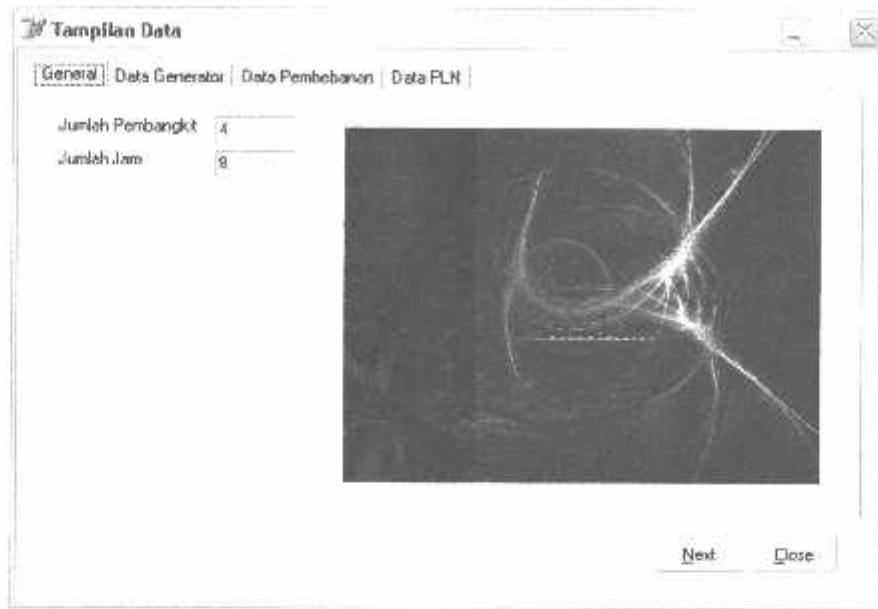 Tampilan Data
General Data Generator Data Pembebanan Data PLN
Jumlah Pembangkit 4
Jumlah Jam 8
Next Close